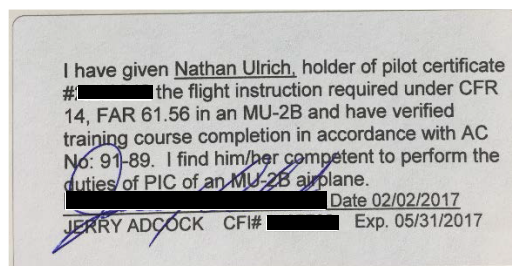 I have given Nathan Ulrich, holder of pilot certificate
#: the flight instruction required under CFR
14, FAR 61.56 in an MU-2B and have verified
training course completion in accordance with AC
No: 91-89. I find him/her competent to perform the
duties of PIC of an MU-2B airplane.
Date 02/02/2017
JERRY ADCOCK CFI# Exp. 05/31/2017